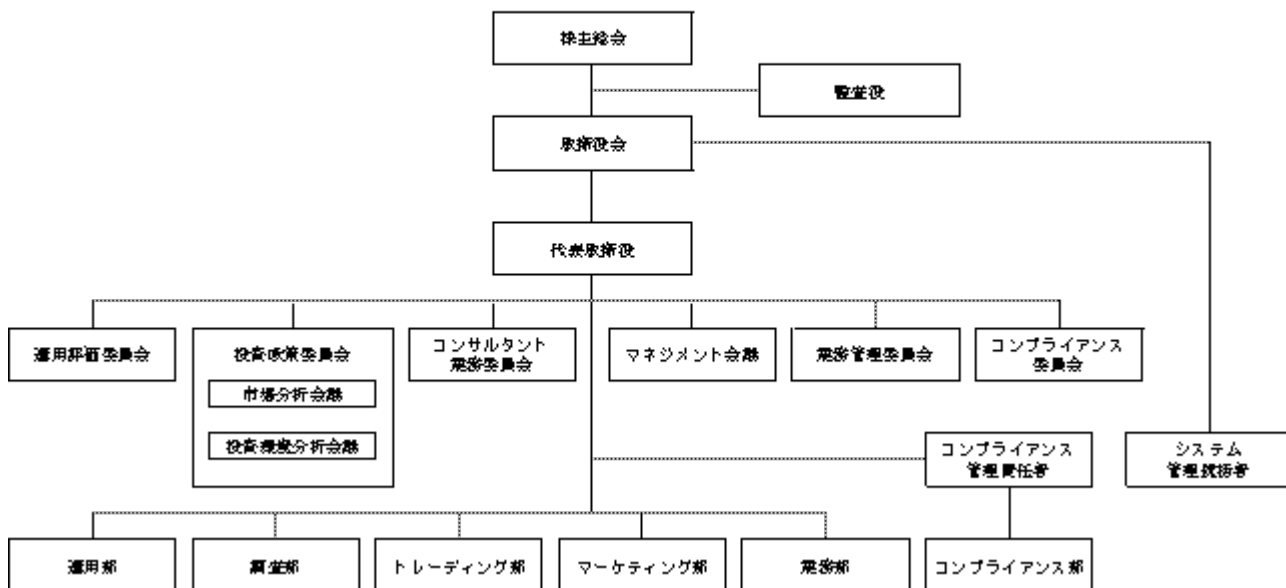 株主総会
監査役
取締役会
代表取締役
運用評価委員会
投資政策委員会
市場分析会議
投資環境分析会議
コンサルタント
業務委員会
マネジメント会議
業務管理委員会
コンプライアンス
委員会
コンプライアンス
管理責任者
システム
管理統括者
運用部
調査部
トレーディング部
マーケティング部
業務部
コンプライアンス部